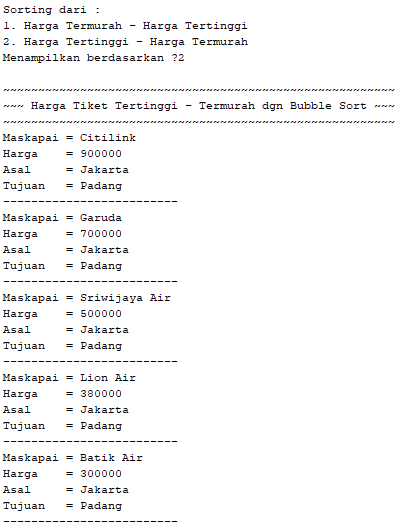 Sorting dari :
1. Harga Termurah - Harga Tertinggi
2. Harga Tertinggi - Harga Termurah
Menampilkan berdasarkan ?2
~~~~~~~~~~~~~~~~~~~~~~~~~~~~~~~~~~~~~~~~~~~~~~~~~~~~~~~~
~~~ Harga Tiket Tertinggi - Termurah dgn Bubble Sort ~~~
~~~~~~~~~~~~~~~~~~~~~~~~~~~~~~~~~~~~~~~~~~~~~~~~~~~~~~~~
Maskapai = Citilink
Harga    = 900000
Asal     = Jakarta
Tujuan   = Padang
-------------------------
Maskapai = Garuda
Harga    = 700000
Asal     = Jakarta
Tujuan   = Padang
-------------------------
Maskapai = Sriwijaya Air
Harga    = 500000
Asal     = Jakarta
Tujuan   = Padang
-------------------------
Maskapai = Lion Air
Harga    = 380000
Asal     = Jakarta
Tujuan   = Padang
-------------------------
Maskapai = Batik Air
Harga    = 300000
Asal     = Jakarta
Tujuan   = Padang
-------------------------